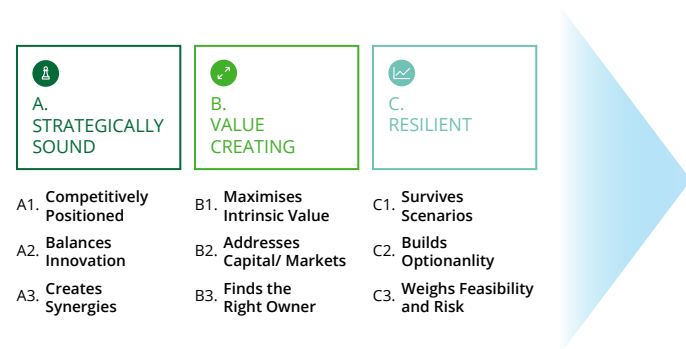 A.
STRATEGICALLY
SOUND
A1. Competitively
Positioned
A2. Balances
Innovation
A3. Creates
Synergies
B.
VALUE
CREATING
B1. Maximises
Intrinsic Value
B2. Addresses
Capital/ Markets
B3. Finds the
Right Owner
C.
RESILIENT
C1. Survives
Scenarios
C2. Builds
Optionanlity
C3. Weighs Feasibility
and Risk